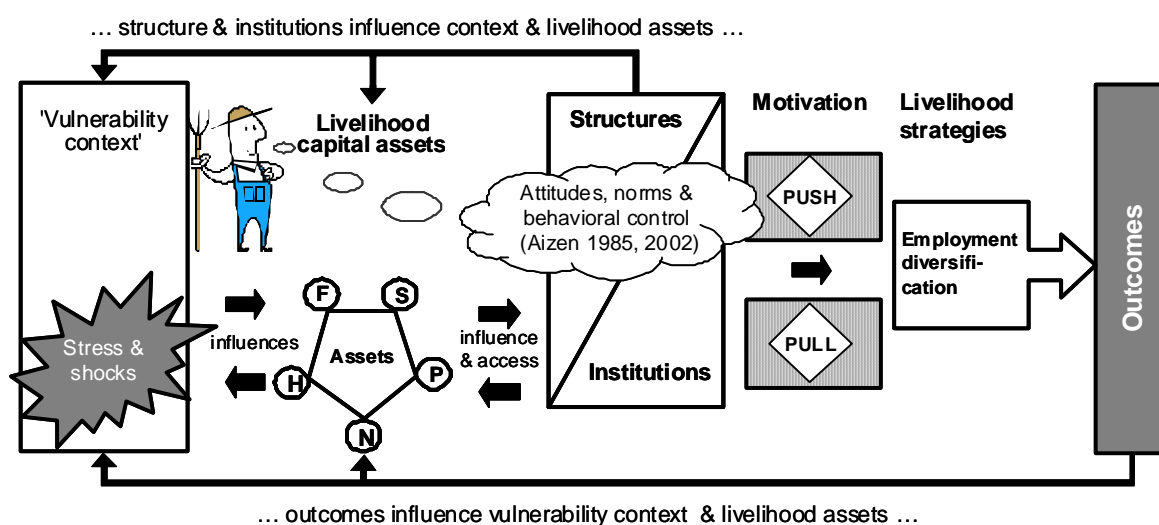 … structure & institutions influence context & livelihood assets …
'Vulnerability
context'
Livelihood
capital assets
Structures
Motivation
Livelihood
strategies
Attitudes, norms &
behavioral control
(Aizen 1985, 2002)
PUSH
Employment
diversifi-
cation
Outcomes
Stress &
shocks
influences
F
S
Assets
H
P
N
influence
& access
Institutions
PULL
… outcomes influence vulnerability context & livelihood assets …